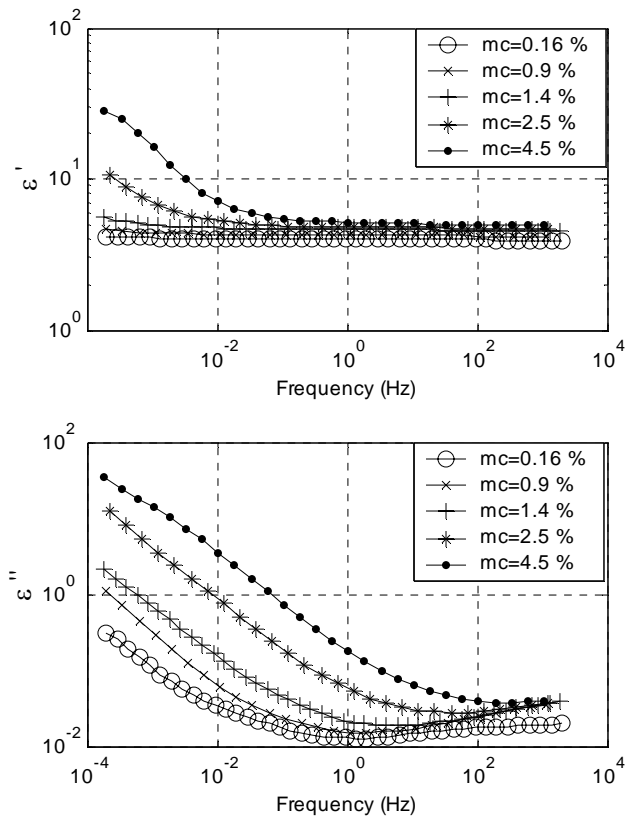 10^2
10^1
10^0
ε '
mc=0.16 %
mc=0.9 %
mc=1.4 %
mc=2.5 %
mc=4.5 %
10^-2
10^0
10^2
10^4
Frequency (Hz)
10^2
10^0
10^-2
ε ''
mc=0.16 %
mc=0.9 %
mc=1.4 %
mc=2.5 %
mc=4.5 %
10^-4
10^-2
10^0
10^2
10^4
Frequency (Hz)